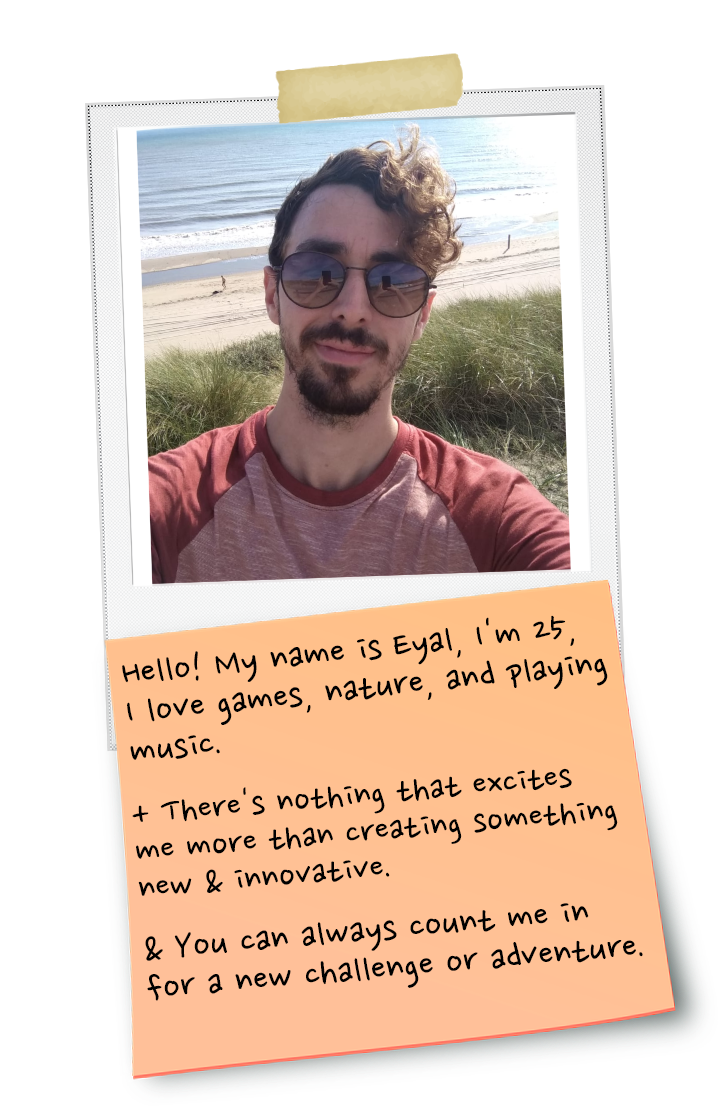 Hello! My name is Eyal, I'm 25,
I love games, nature, and playing
music.
+ There's nothing that excites
me more than creating something
new & innovative.
& You can always count me in
for a new challenge or adventure.